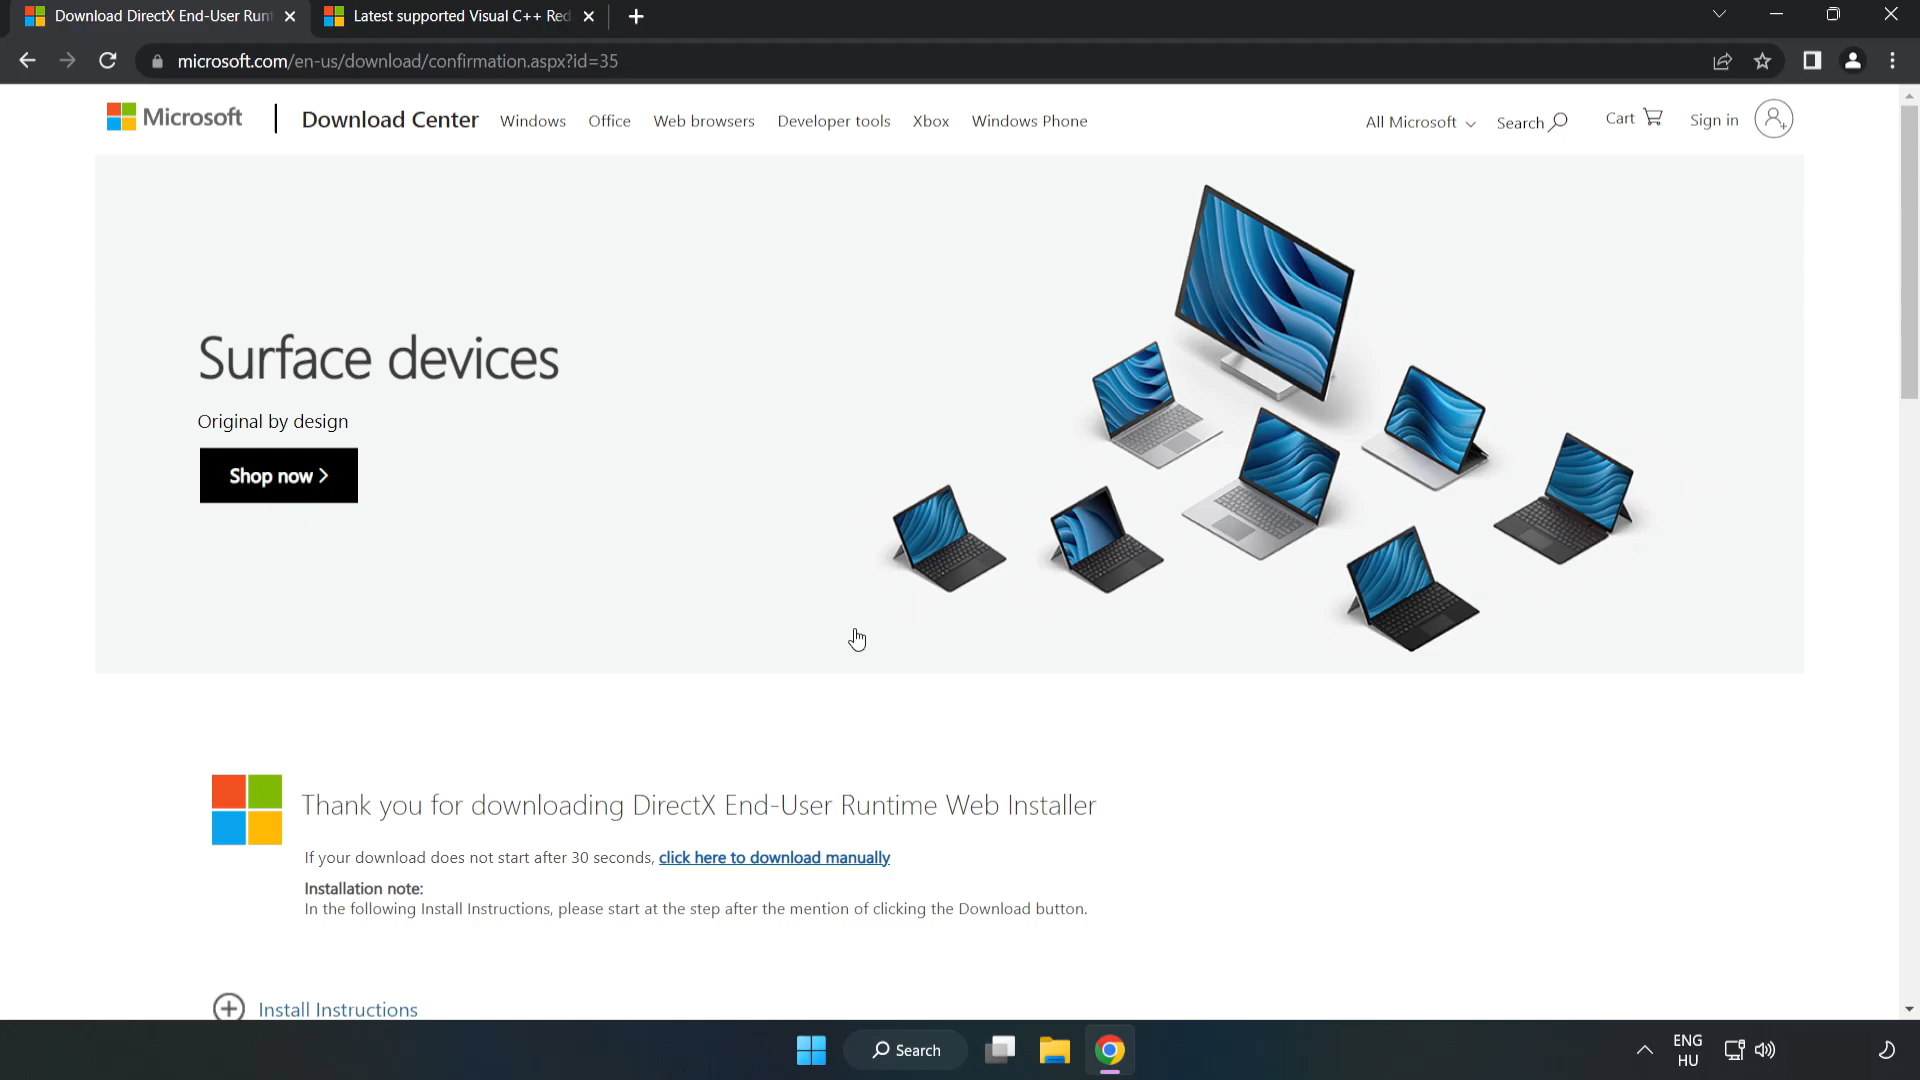 Download DirectX End-User Runt
Latest supported Visual C++ Red
microsoft.com/en-us/download/confirmation.aspx?id=35
Microsoft
Download Center
Windows
Office
Web browsers
Developer tools
Xbox
Windows Phone
All Microsoft
Search
Cart
Sign in
Surface devices
Original by design
Shop now
Thank you for downloading DirectX End-User Runtime Web Installer
If your download does not start after 30 seconds, click here to download manually
Installation note:
In the following Install Instructions, please start at the step after the mention of clicking the Download button.
Install Instructions
Search
ENG
HU